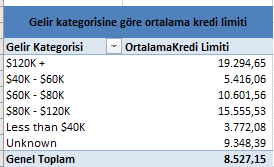 Gelir kategorisine göre ortalama kredi limiti
Gelir Kategorisi OrtalamaKredi Limiti
$120K + 19.294,65
$40K - $60K 5.416,06
$60K - $80K 10.601,56
$80K - $120K 15.555,53
Less than $40K 3.772,08
Unknown 9.348,39
Genel Toplam 8.527,15